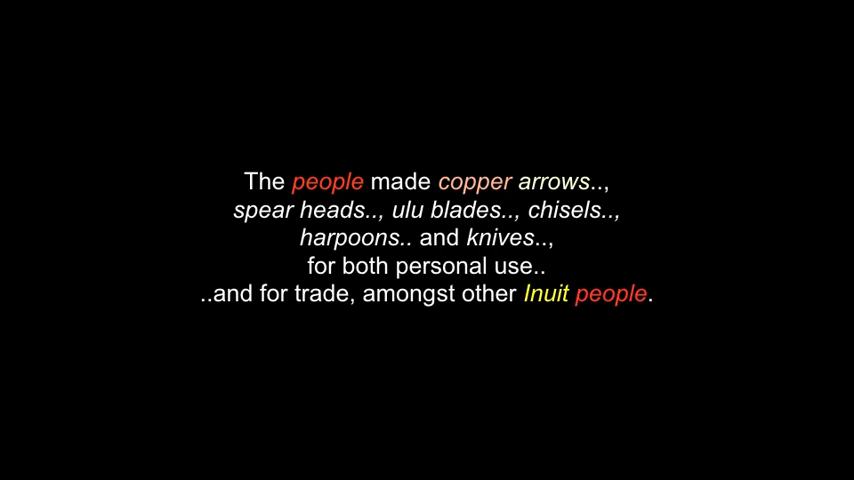 The people made copper arrows..,
spear heads.., ulu blades.., chisels..,
harpoons.. and knives..,
for both personal use..
..and for trade, amongst other Inuit people.